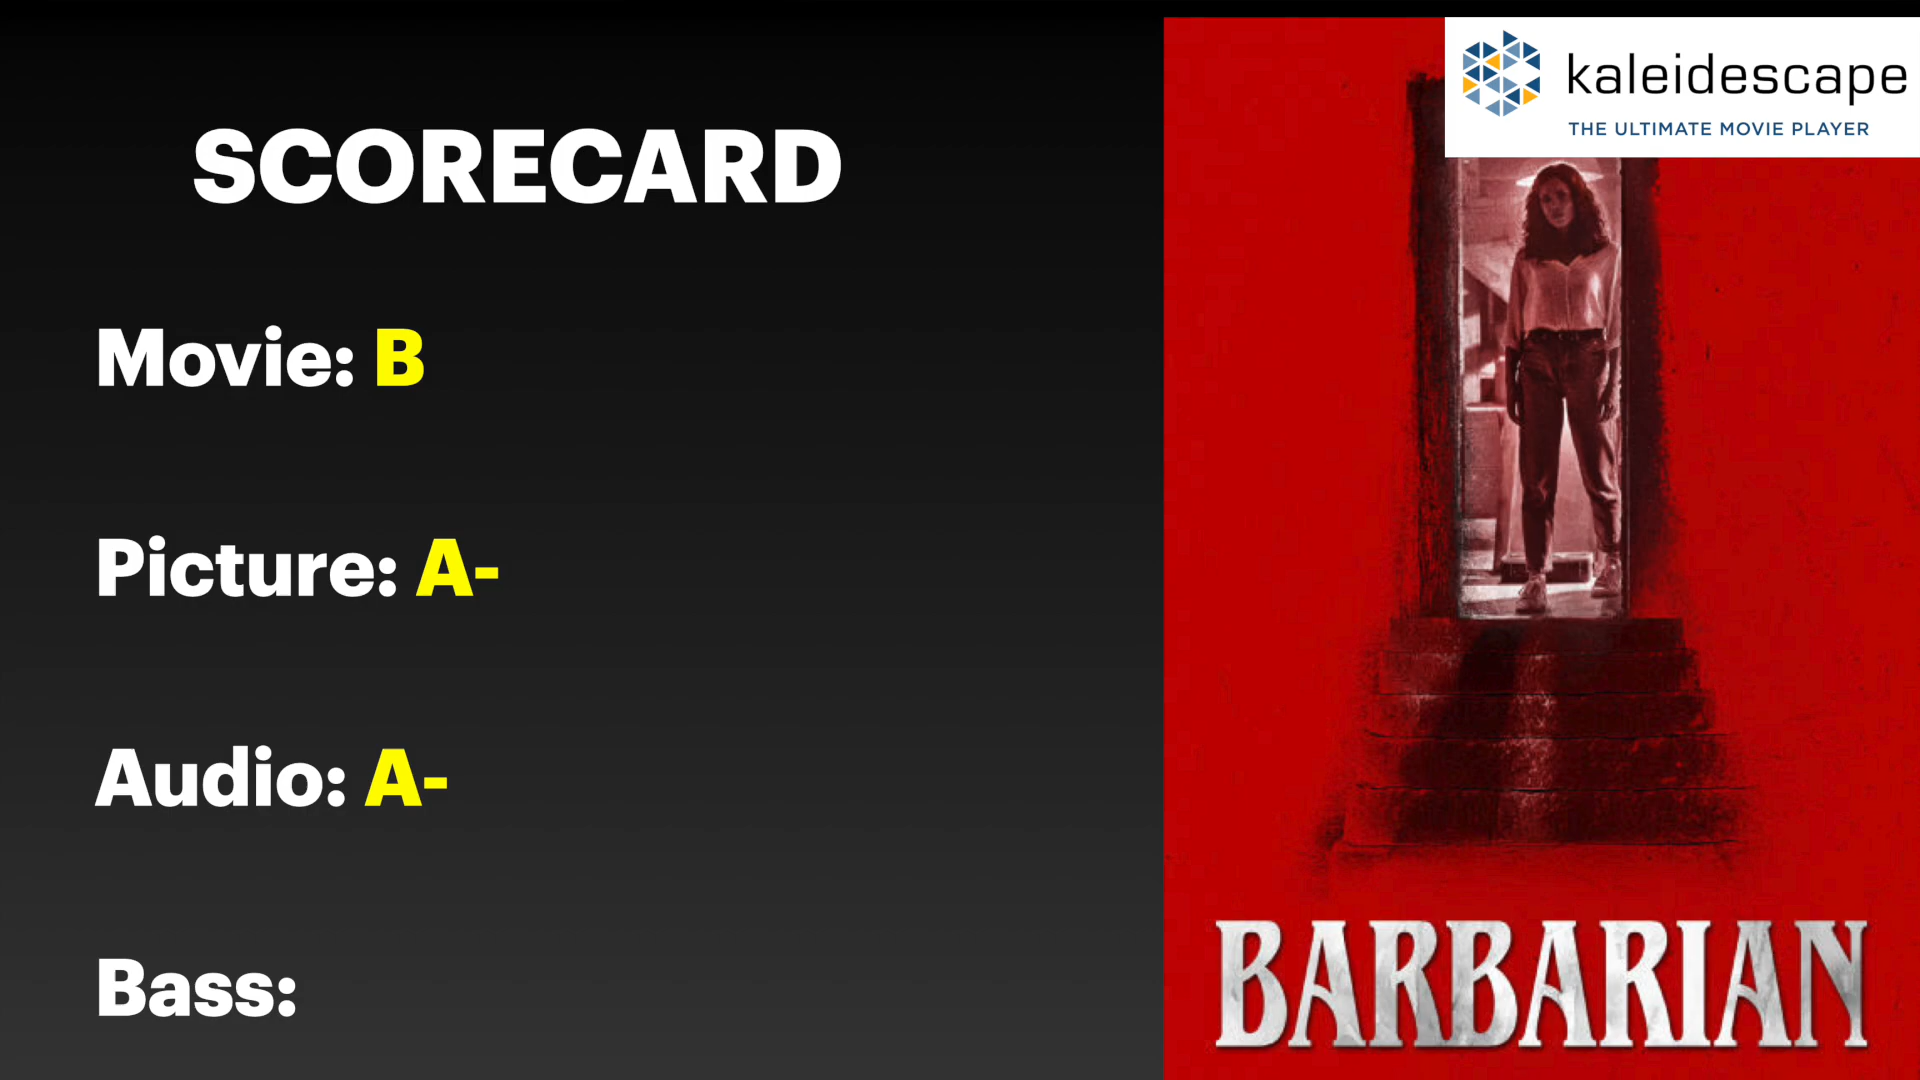 SCORECARD
Movie: B
Picture: A-
Audio: A-
Bass:
kaleidescape
THE ULTIMATE MOVIE PLAYER
BARBARIAN